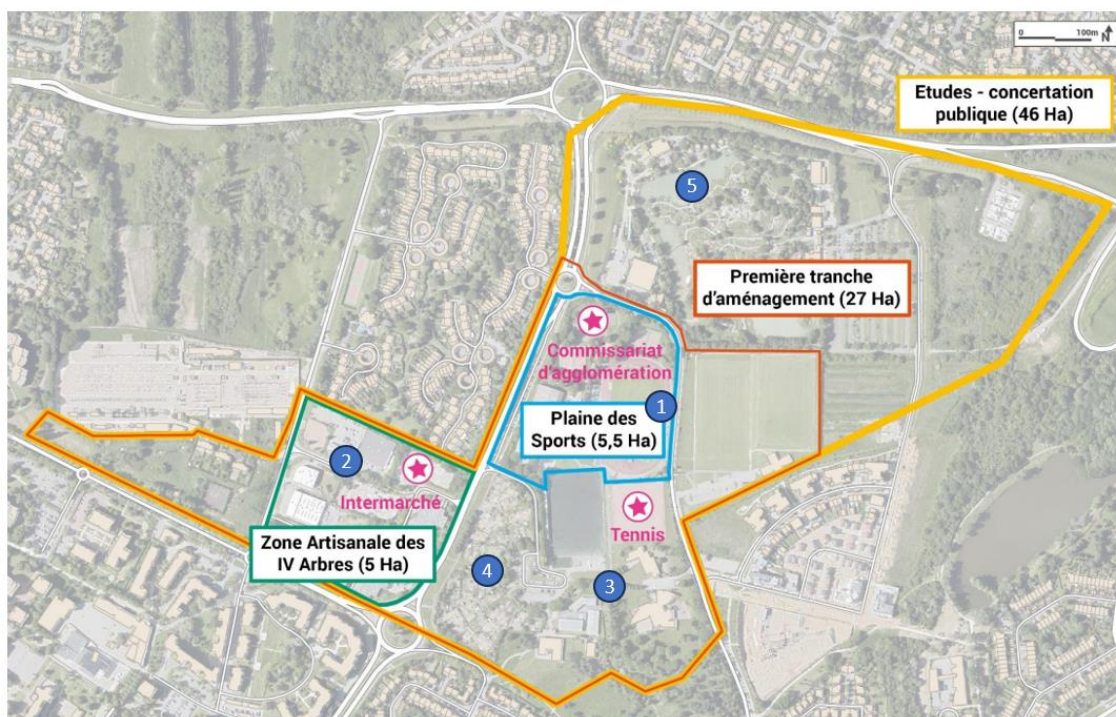 0 100m N
Etudes - concertation
publique (46 Ha)
5
Première tranche
d'aménagement (27 Ha)
Commissariat
d'agglomération
1
Plaine des
Sports (5,5 Ha)
2
Intermarché
Tennis
Zone Artisanale des
IV Arbres (5 Ha)
4
3